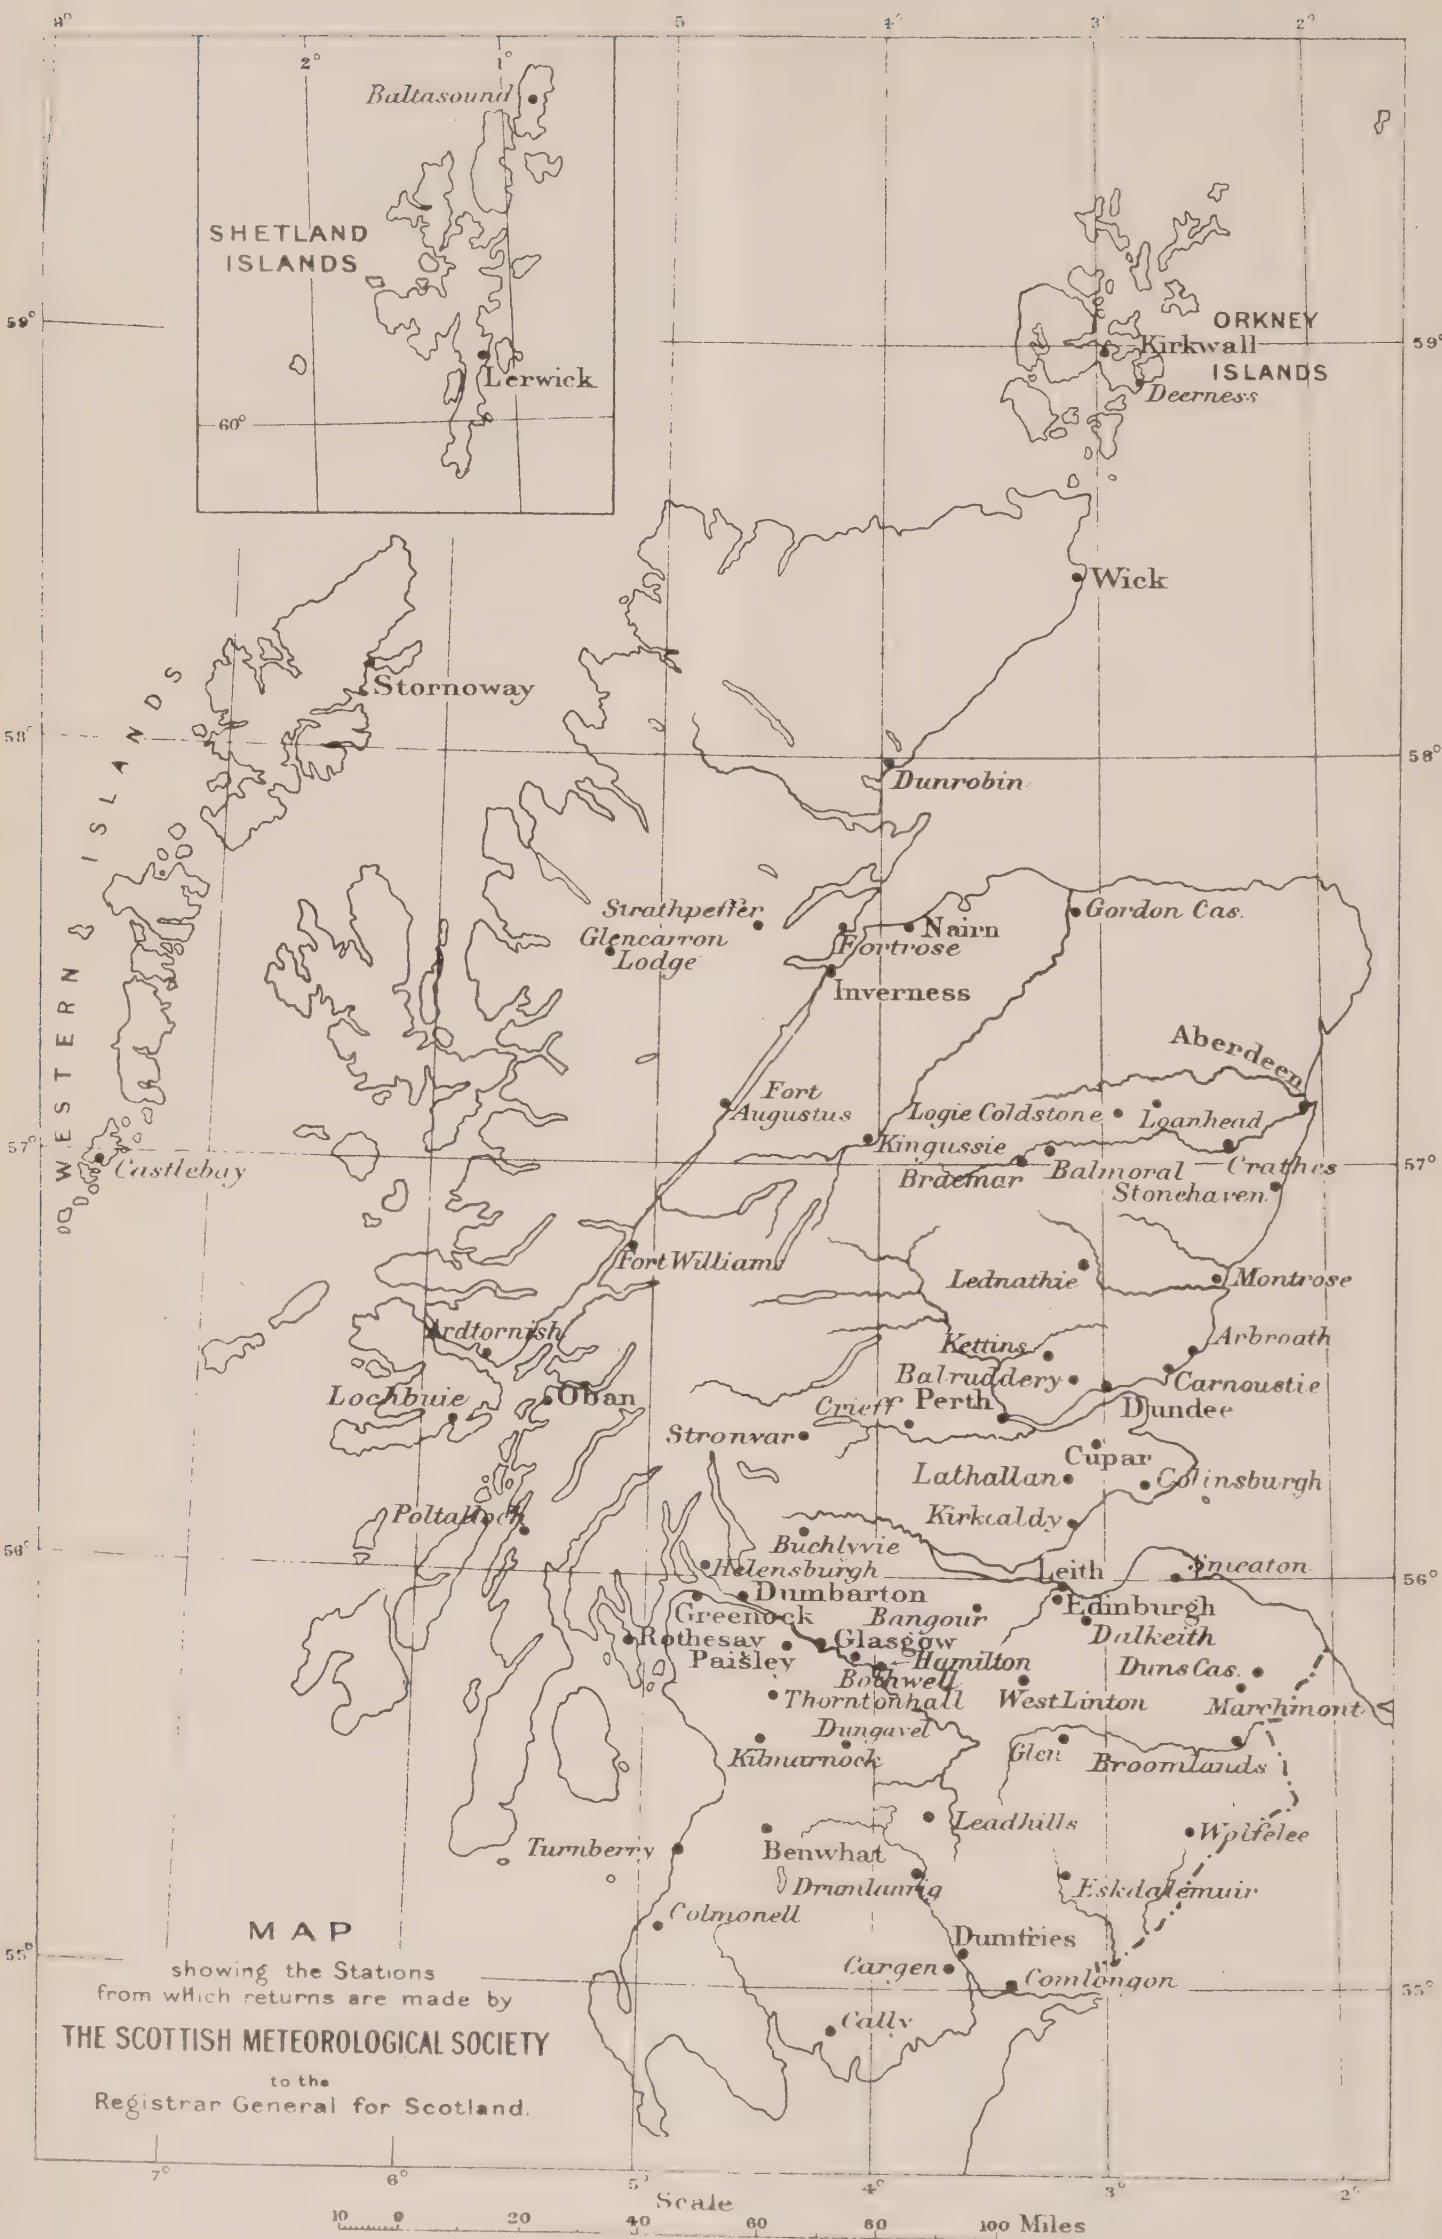 8° 5 4° 3° 2°
2° 1°
Baltasound
SHETLAND
ISLANDS
59°
ORKNEY
Kirkwall
59°
ISLANDS
Deerness
Lerwick
60°
Wick
WESTERN ISLANDS
Stornoway
58°
58°
Dunrobin
Strathpeffer
Gordon Cas.
Glencarron
Lodge
Nairn
Fortrose
Inverness
Aberdeen
Fort
Augustus
Logie Coldstone
Loanhead
57°
Kingussie
57°
Castlebay
Braemar
Balmoral
Crathes
Stonehaven
Fort William
Lednathie
Montrose
Ardtornish
Kettins
Arbroath
Balruddery
Carnoustie
Lochbuie
Oban
Crieff
Perth
Dundee
Stronvar
Cupar
Lathallan
Colinsburgh
Poltalloch
Kirkcaldy
Buchlyvie
56°
Helensburgh
Leith
Smeaton
56°
Dumbarton
Greenock
Bangour
Edinburgh
Rothesay
Glasgow
Dalkeith
Paisley
Hamilton
Duns Cas.
Bothwell
Thorntonhall
West Linton
Marchmont
Dungavel
Kilmarnock
Glen
Broomlands
Leadhills
Wolfelee
Turnberry
Benwhat
Drumlanrig
Eskdalemuir
Colmonell
MAP
Dumfries
55°
showing the Stations
Cargen
Comlongon
55°
from which returns are made by
Cally
THE SCOTTISH METEOROLOGICAL SOCIETY
to the
Registrar General for Scotland.
7° 6° 5° 4° 3° 2°
Scale
10 0 20 40 60 80 100 Miles